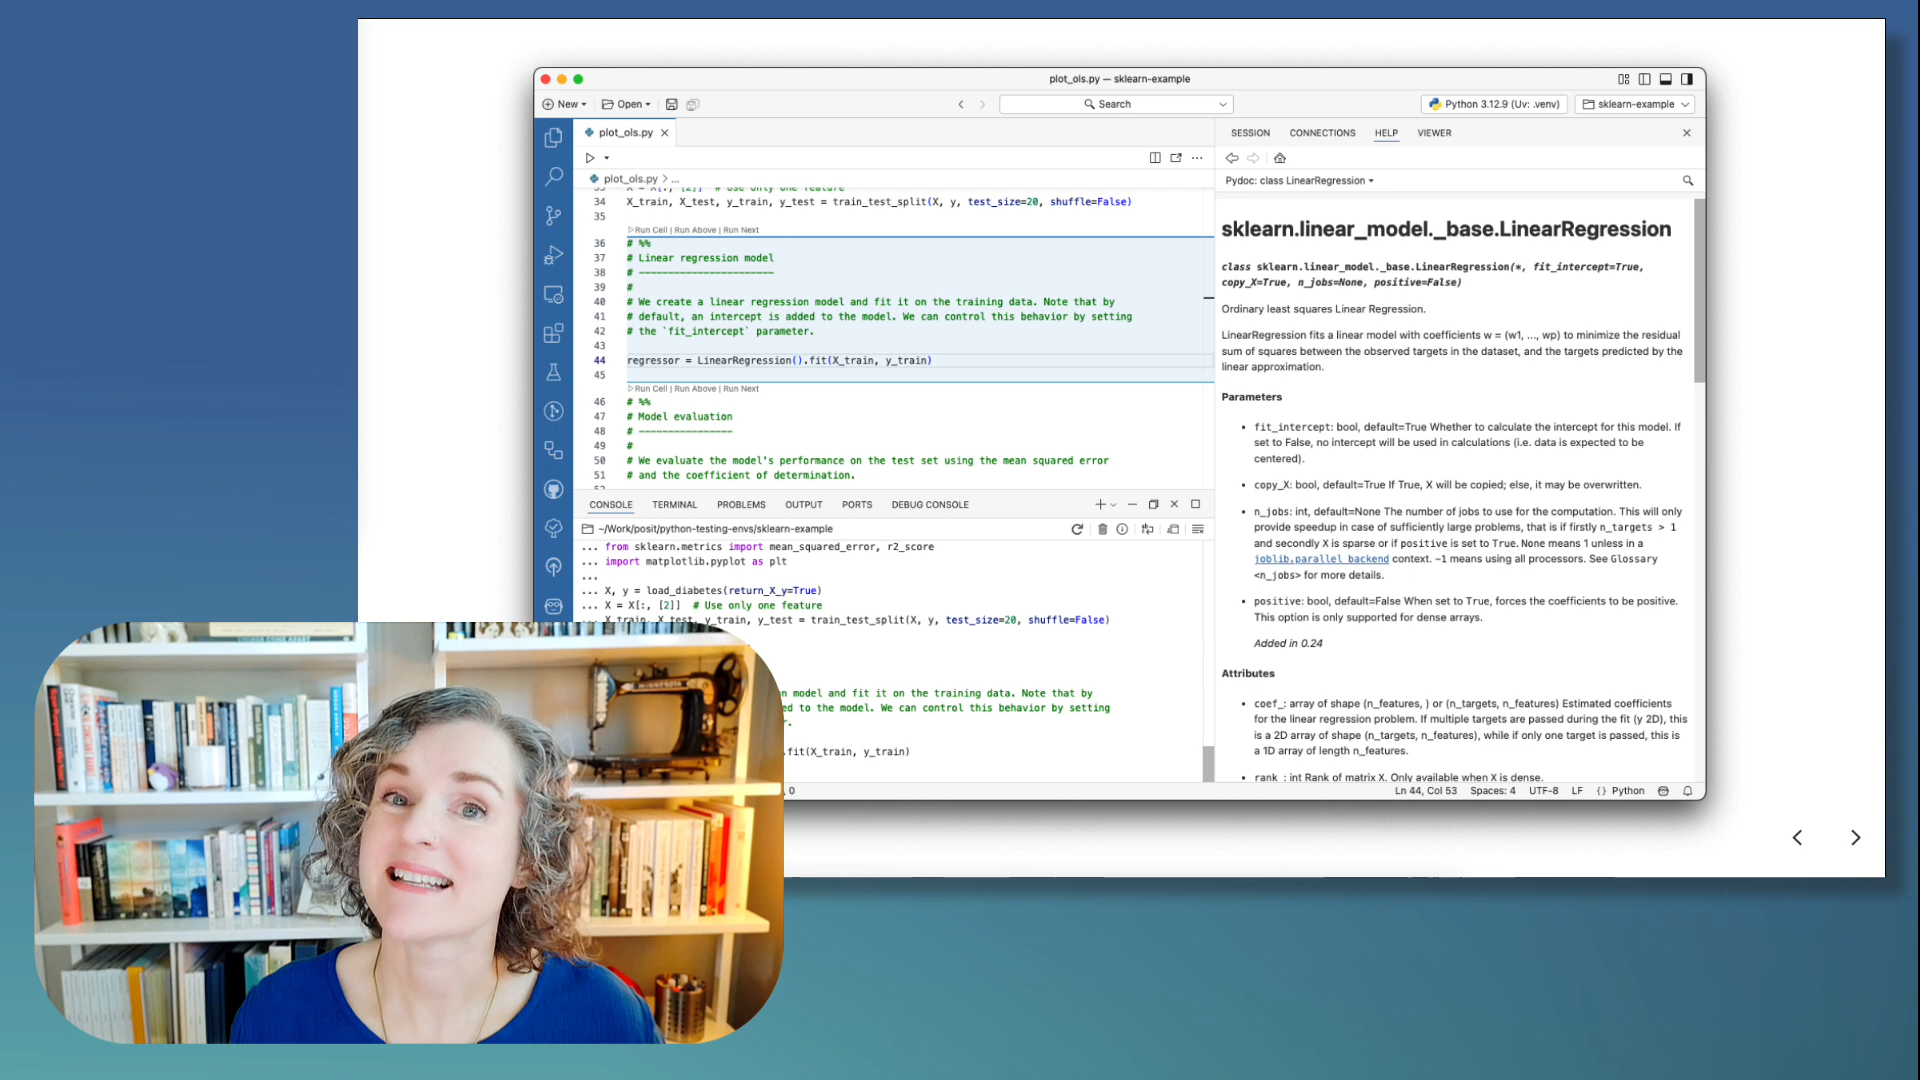 plot_ols.py — sklearn-example
New
Open
Search
Python 3.12.9 (Uv: .venv)
sklearn-example
plot_ols.py
plot_ols.py > ...
33 X = X[:, [2]]  # Use only one feature
34 X_train, X_test, y_train, y_test = train_test_split(X, y, test_size=20, shuffle=False)
35
Run Cell | Run Above | Run Next
36 # %%
37 # Linear regression model
38 # -----------------------
39 #
40 # We create a linear regression model and fit it on the training data. Note that by
41 # default, an intercept is added to the model. We can control this behavior by setting
42 # the `fit_intercept` parameter.
43
44 regressor = LinearRegression().fit(X_train, y_train)
45
Run Cell | Run Above | Run Next
46 # %%
47 # Model evaluation
48 # ----------------
49 #
50 # We evaluate the model's performance on the test set using the mean squared error
51 # and the coefficient of determination.
CONSOLE TERMINAL PROBLEMS OUTPUT PORTS DEBUG CONSOLE
~/Work/posit/python-testing-envs/sklearn-example
... from sklearn.metrics import mean_squared_error, r2_score
... import matplotlib.pyplot as plt
...
... X, y = load_diabetes(return_X_y=True)
... X = X[:, [2]]  # Use only one feature
... X_train, X_test, y_train, y_test = train_test_split(X, y, test_size=20, shuffle=False)
model and fit it on the training data. Note that by
ed to the model. We can control this behavior by setting
r.
.fit(X_train, y_train)
SESSION CONNECTIONS HELP VIEWER
Pydoc: class LinearRegression
sklearn.linear_model._base.LinearRegression
class sklearn.linear_model._base.LinearRegression(*, fit_intercept=True,
copy_X=True, n_jobs=None, positive=False)
Ordinary least squares Linear Regression.
LinearRegression fits a linear model with coefficients w = (w1, ..., wp) to minimize the residual
sum of squares between the observed targets in the dataset, and the targets predicted by the
linear approximation.
Parameters
• fit_intercept: bool, default=True Whether to calculate the intercept for this model. If
set to False, no intercept will be used in calculations (i.e. data is expected to be
centered).
• copy_X: bool, default=True If True, X will be copied; else, it may be overwritten.
• n_jobs: int, default=None The number of jobs to use for the computation. This will only
provide speedup in case of sufficiently large problems, that is if firstly n_targets > 1
and secondly X is sparse or if positive is set to True. None means 1 unless in a
joblib.parallel_backend context. −1 means using all processors. See Glossary
<n_jobs> for more details.
• positive: bool, default=False When set to True, forces the coefficients to be positive.
This option is only supported for dense arrays.
Added in 0.24
Attributes
• coef_: array of shape (n_features, ) or (n_targets, n_features) Estimated coefficients
for the linear regression problem. If multiple targets are passed during the fit (y 2D), this
is a 2D array of shape (n_targets, n_features), while if only one target is passed, this is
a 1D array of length n_features.
• rank_: int Rank of matrix X. Only available when X is dense.
0
Ln 44, Col 53 Spaces: 4 UTF-8 LF {} Python
MINNESOTA